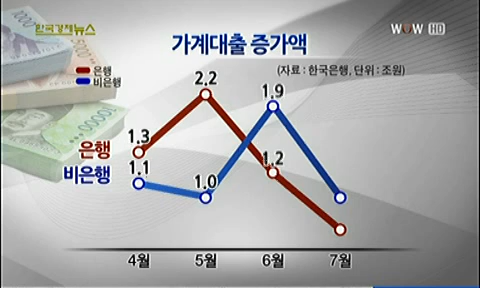 한국경제뉴스
WOW HD
가계대출 증가액
은행
비은행
(자료 : 한국은행, 단위 : 조원)
2.2
1.9
1.3
은행
1.2
비은행
1.1
1.0
4월 5월 6월 7월